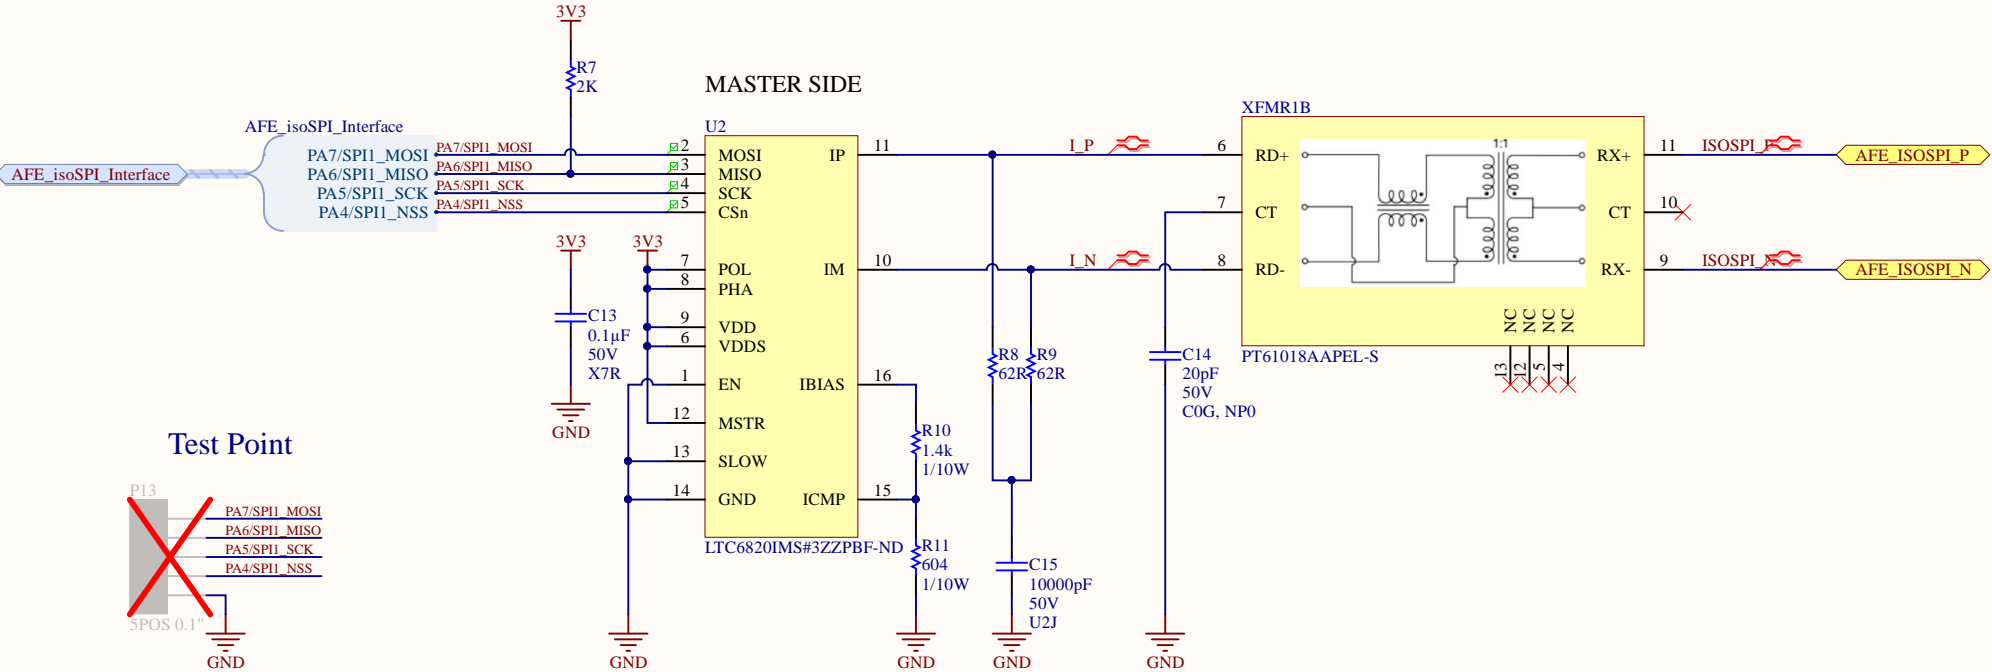 3V3
R7
2K
MASTER SIDE
AFE_isoSPI_Interface
AFE_isoSPI_Interface
PA7/SPI1_MOSI
PA6/SPI1_MISO
PA5/SPI1_SCK
PA4/SPI1_NSS
PA7/SPI1_MOSI
PA6/SPI1_MISO
PA5/SPI1_SCK
PA4/SPI1_NSS
U2
2 MOSI
3 MISO
4 SCK
5 CSn
3V3
7 POL
8 PHA
9 VDD
6 VDDS
1 EN
12 MSTR
13 SLOW
14 GND
IP 11
IM 10
IBIAS 16
ICMP 15
LTC6820IMS#3ZZPBF-ND
GND
3V3
C13
0.1µF
50V
X7R
GND
I_P
I_N
R8
62R
R9
62R
R10
1.4k
1/10W
R11
604
1/10W
GND
C15
10000pF
50V
U2J
GND
C14
20pF
50V
C0G, NP0
GND
XFMR1B
6 RD+
7 CT
8 RD-
1:1
RX+ 11
CT 10
RX- 9
NC NC NC NC
13 12 5 4
PT61018AAPEL-S
ISOSPI_P
AFE_ISOSPI_P
ISOSPI_N
AFE_ISOSPI_N
Test Point
P13
PA7/SPI1_MOSI
PA6/SPI1_MISO
PA5/SPI1_SCK
PA4/SPI1_NSS
5POS 0.1"
GND